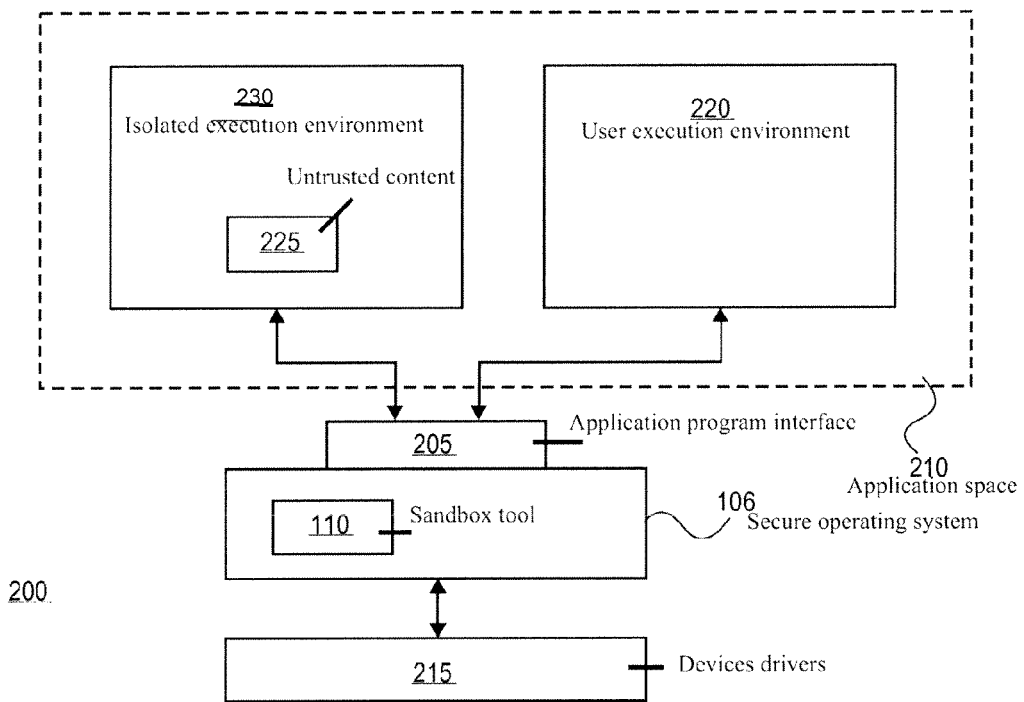 230
Isolated execution environment
Untrusted content
225
220
User execution environment
205
Application program interface
210
Application space
110
Sandbox tool
106
Secure operating system
200
215
Devices drivers